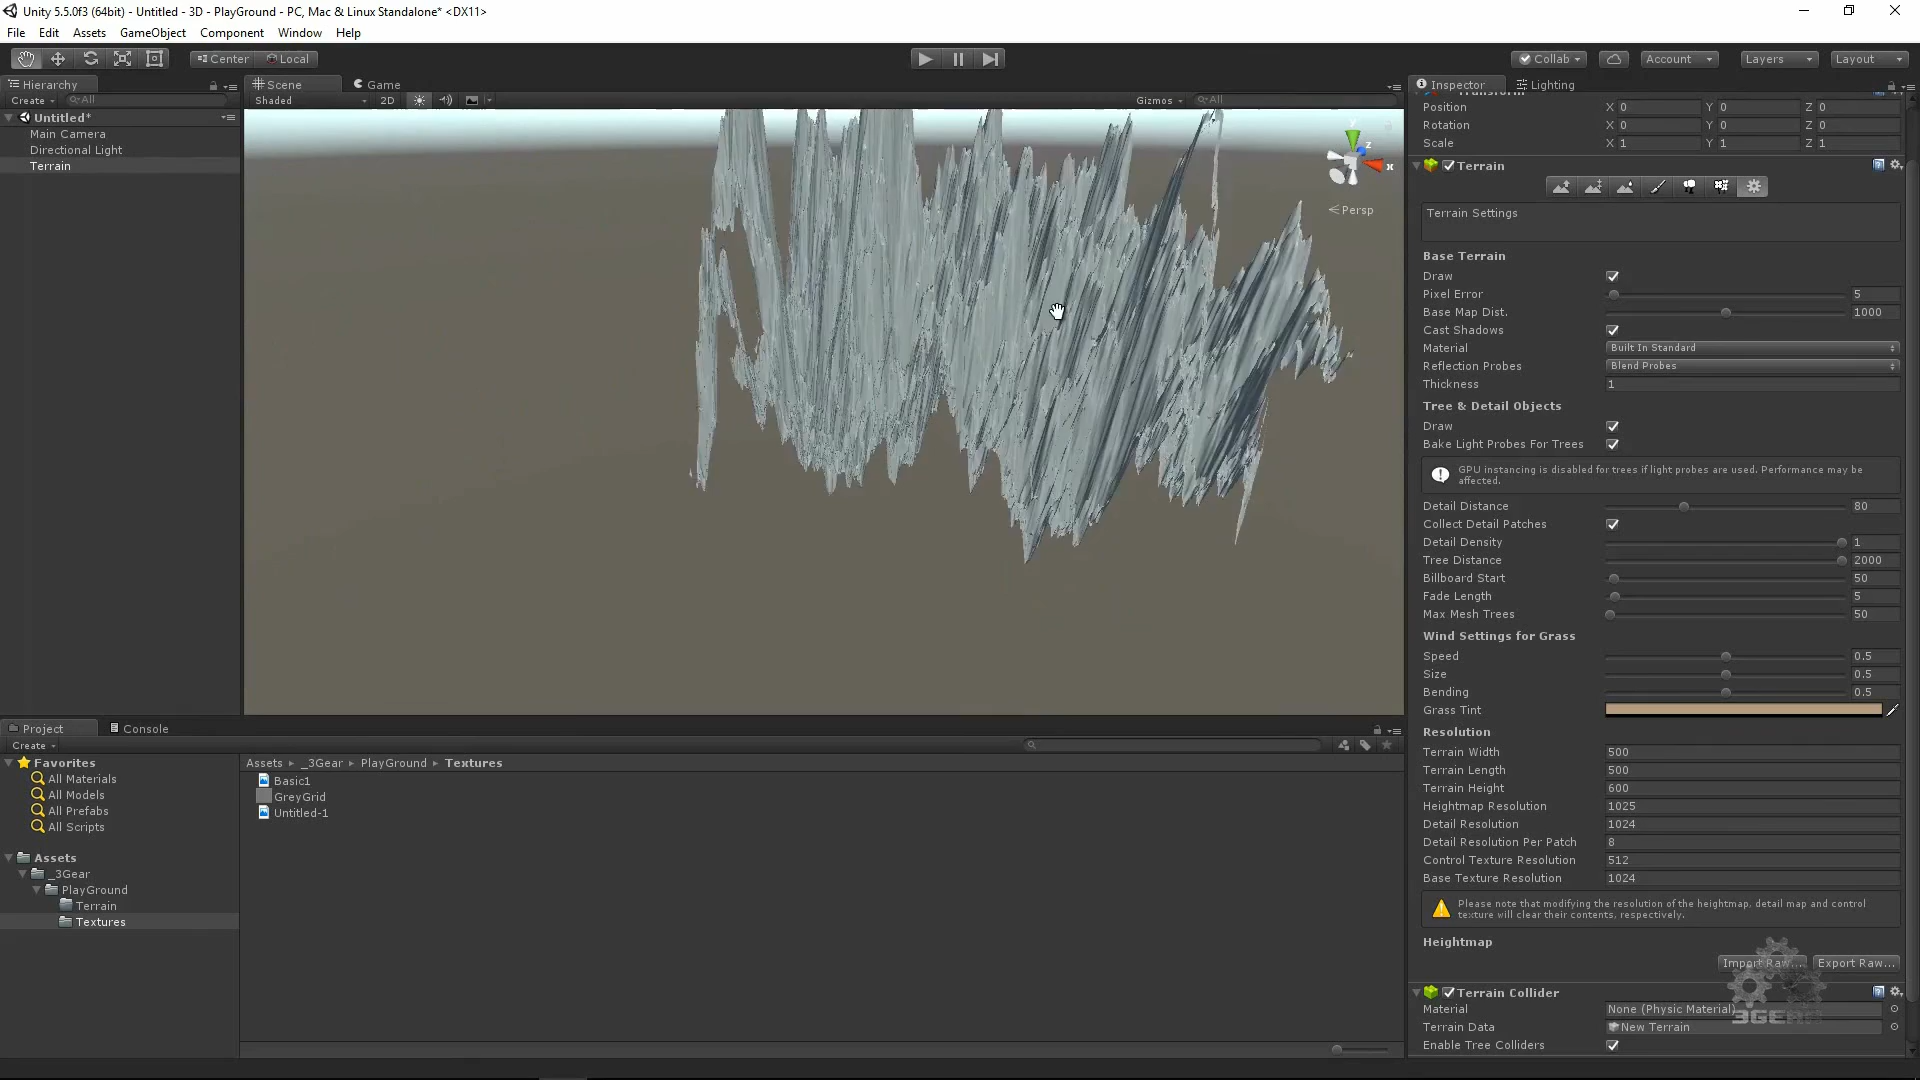 Unity 5.5.0f3 (64bit) - Untitled - 3D - PlayGround - PC, Mac & Linux Standalone* <DX11>
File Edit Assets GameObject Component Window Help
Center Local Collab Account Layers Layout
Hierarchy
Create All
Untitled*
Main Camera
Directional Light
Terrain
Scene Game
Shaded 2D Gizmos All
y
z
x
Persp
Inspector Lighting
Transform
Position X 0 Y 0 Z 0
Rotation X 0 Y 0 Z 0
Scale X 1 Y 1 Z 1
Terrain
Terrain Settings
Base Terrain
Draw
Pixel Error 5
Base Map Dist. 1000
Cast Shadows
Material Built In Standard
Reflection Probes Blend Probes
Thickness 1
Tree & Detail Objects
Draw
Bake Light Probes For Trees
GPU instancing is disabled for trees if light probes are used. Performance may be
affected.
Detail Distance 80
Collect Detail Patches
Detail Density 1
Tree Distance 2000
Billboard Start 50
Fade Length 5
Max Mesh Trees 50
Wind Settings for Grass
Speed 0.5
Size 0.5
Bending 0.5
Grass Tint
Resolution
Terrain Width 500
Terrain Length 500
Terrain Height 600
Heightmap Resolution 1025
Detail Resolution 1024
Detail Resolution Per Patch 8
Control Texture Resolution 512
Base Texture Resolution 1024
Please note that modifying the resolution of the heightmap, detail map and control
texture will clear their contents, respectively.
Heightmap
Import Raw... Export Raw...
Terrain Collider
Material None (Physic Material)
Terrain Data New Terrain
Enable Tree Colliders
3GEAR
Project Console
Create
Favorites
All Materials
All Models
All Prefabs
All Scripts
Assets
_3Gear
PlayGround
Terrain
Textures
Assets _3Gear PlayGround Textures
Basic1
GreyGrid
Untitled-1